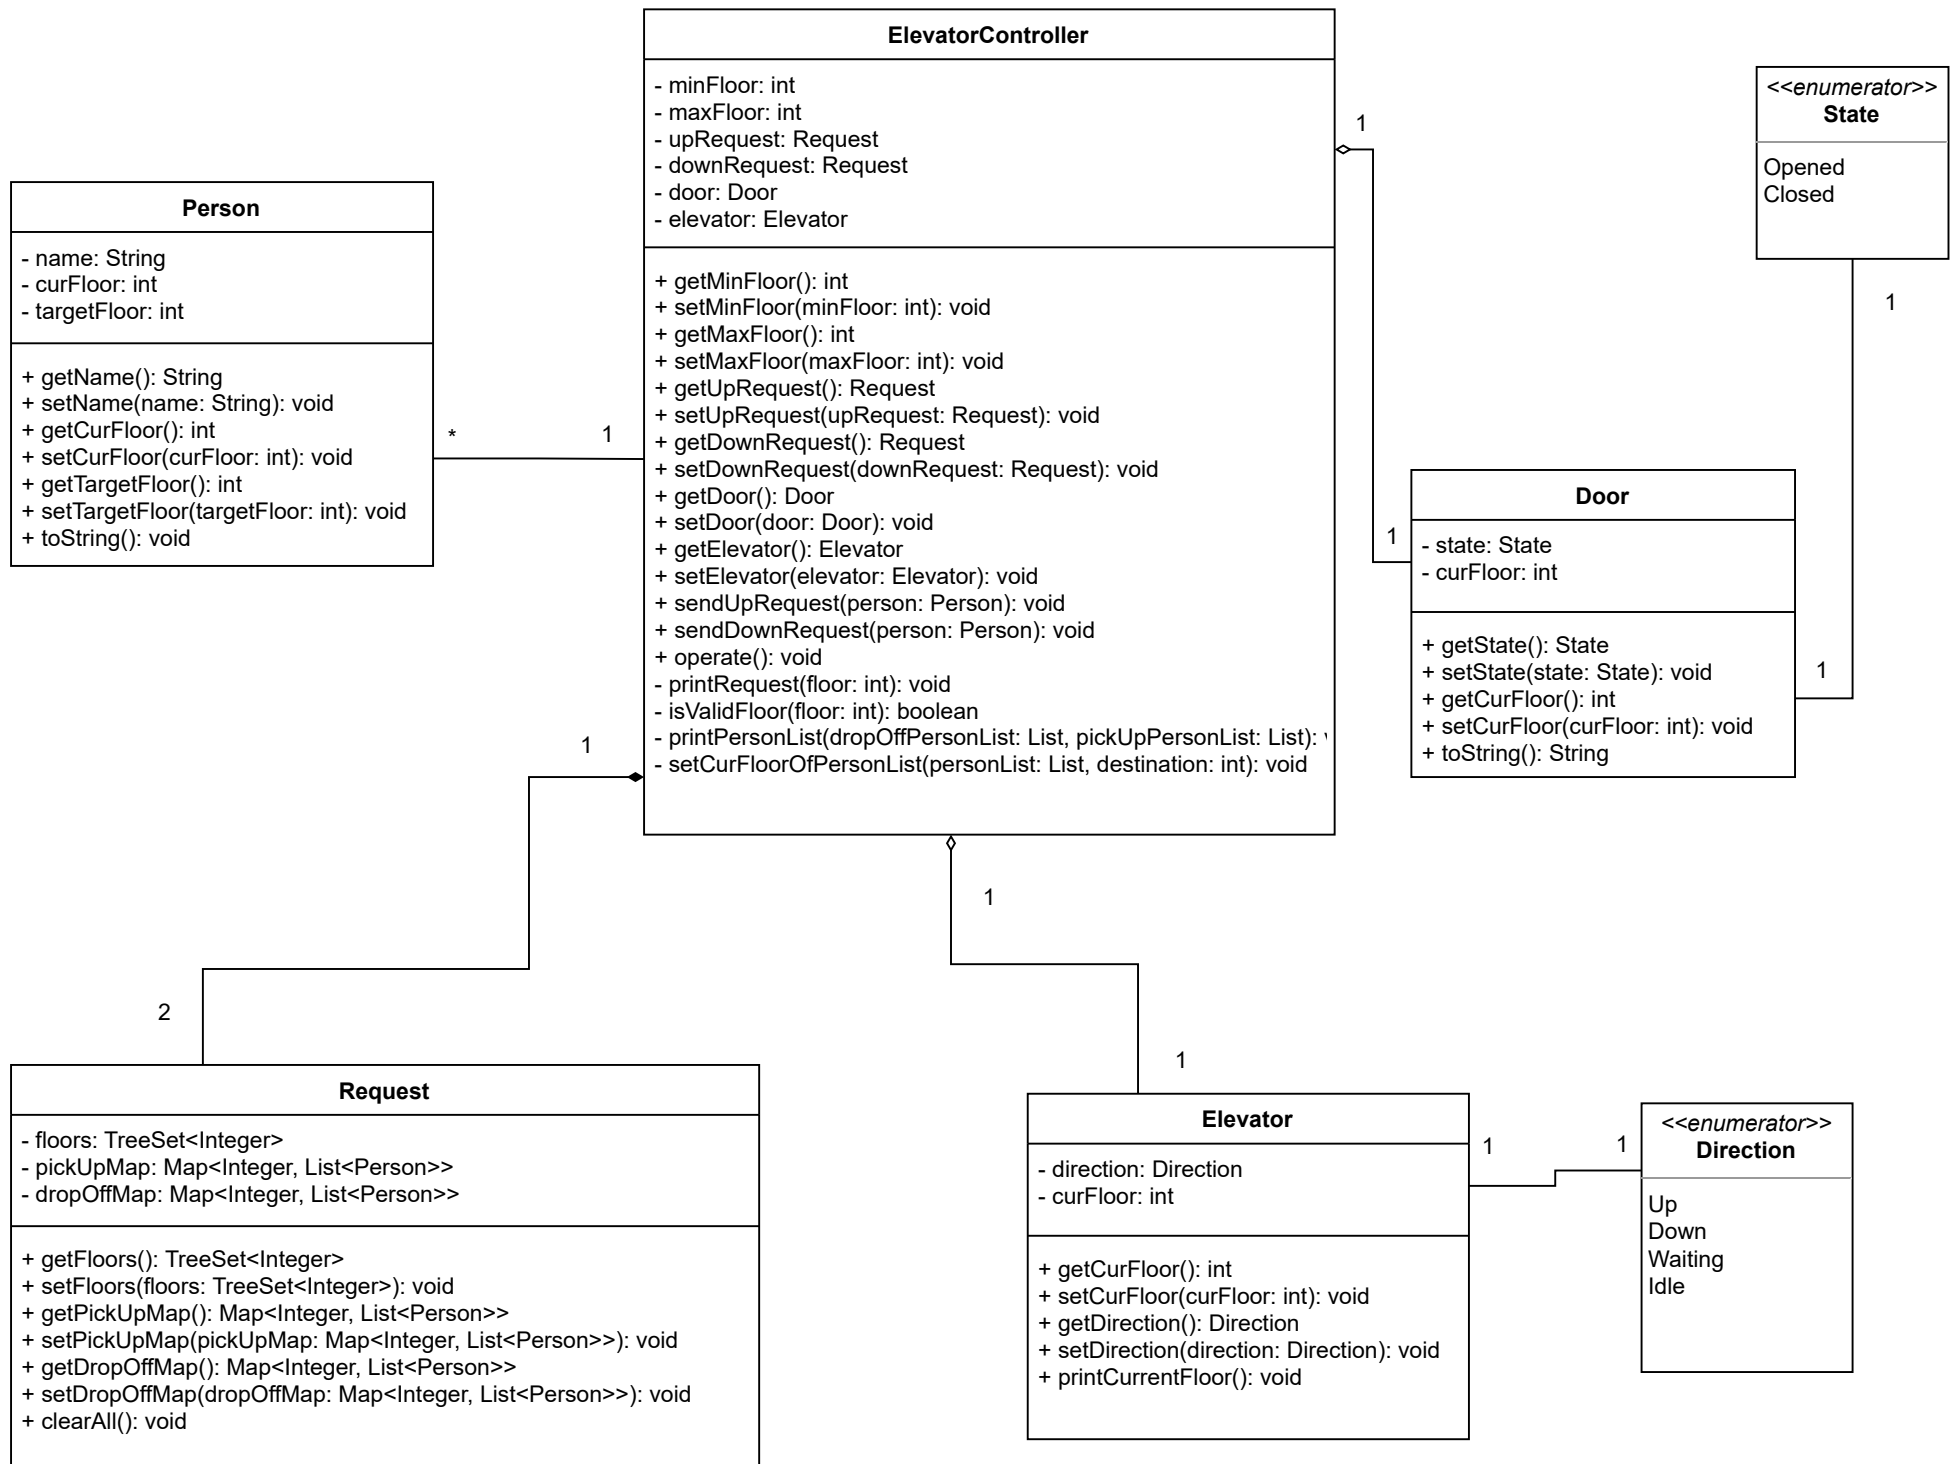 ElevatorController
- minFloor: int
- maxFloor: int
- upRequest: Request
- downRequest: Request
- door: Door
- elevator: Elevator
+ getMinFloor(): int
+ setMinFloor(minFloor: int): void
+ getMaxFloor(): int
+ setMaxFloor(maxFloor: int): void
+ getUpRequest(): Request
+ setUpRequest(upRequest: Request): void
+ getDownRequest(): Request
+ setDownRequest(downRequest: Request): void
+ getDoor(): Door
+ setDoor(door: Door): void
+ getElevator(): Elevator
+ setElevator(elevator: Elevator): void
+ sendUpRequest(person: Person): void
+ sendDownRequest(person: Person): void
+ operate(): void
- printRequest(floor: int): void
- isValidFloor(floor: int): boolean
- printPersonList(dropOffPersonList: List, pickUpPersonList: List):
- setCurFloorOfPersonList(personList: List, destination: int): void
<<enumerator>>
State
Opened
Closed
1
1
Person
- name: String
- curFloor: int
- targetFloor: int
+ getName(): String
+ setName(name: String): void
+ getCurFloor(): int
+ setCurFloor(curFloor: int): void
+ getTargetFloor(): int
+ setTargetFloor(targetFloor: int): void
+ toString(): void
*
1
Door
- state: State
- curFloor: int
+ getState(): State
+ setState(state: State): void
+ getCurFloor(): int
+ setCurFloor(curFloor: int): void
+ toString(): String
1
1
1
1
2
1
Request
- floors: TreeSet<Integer>
- pickUpMap: Map<Integer, List<Person>>
- dropOffMap: Map<Integer, List<Person>>
+ getFloors(): TreeSet<Integer>
+ setFloors(floors: TreeSet<Integer>): void
+ getPickUpMap(): Map<Integer, List<Person>>
+ setPickUpMap(pickUpMap: Map<Integer, List<Person>>): void
+ getDropOffMap(): Map<Integer, List<Person>>
+ setDropOffMap(dropOffMap: Map<Integer, List<Person>>): void
+ clearAll(): void
Elevator
- direction: Direction
- curFloor: int
+ getCurFloor(): int
+ setCurFloor(curFloor: int): void
+ getDirection(): Direction
+ setDirection(direction: Direction): void
+ printCurrentFloor(): void
1
1
<<enumerator>>
Direction
Up
Down
Waiting
Idle